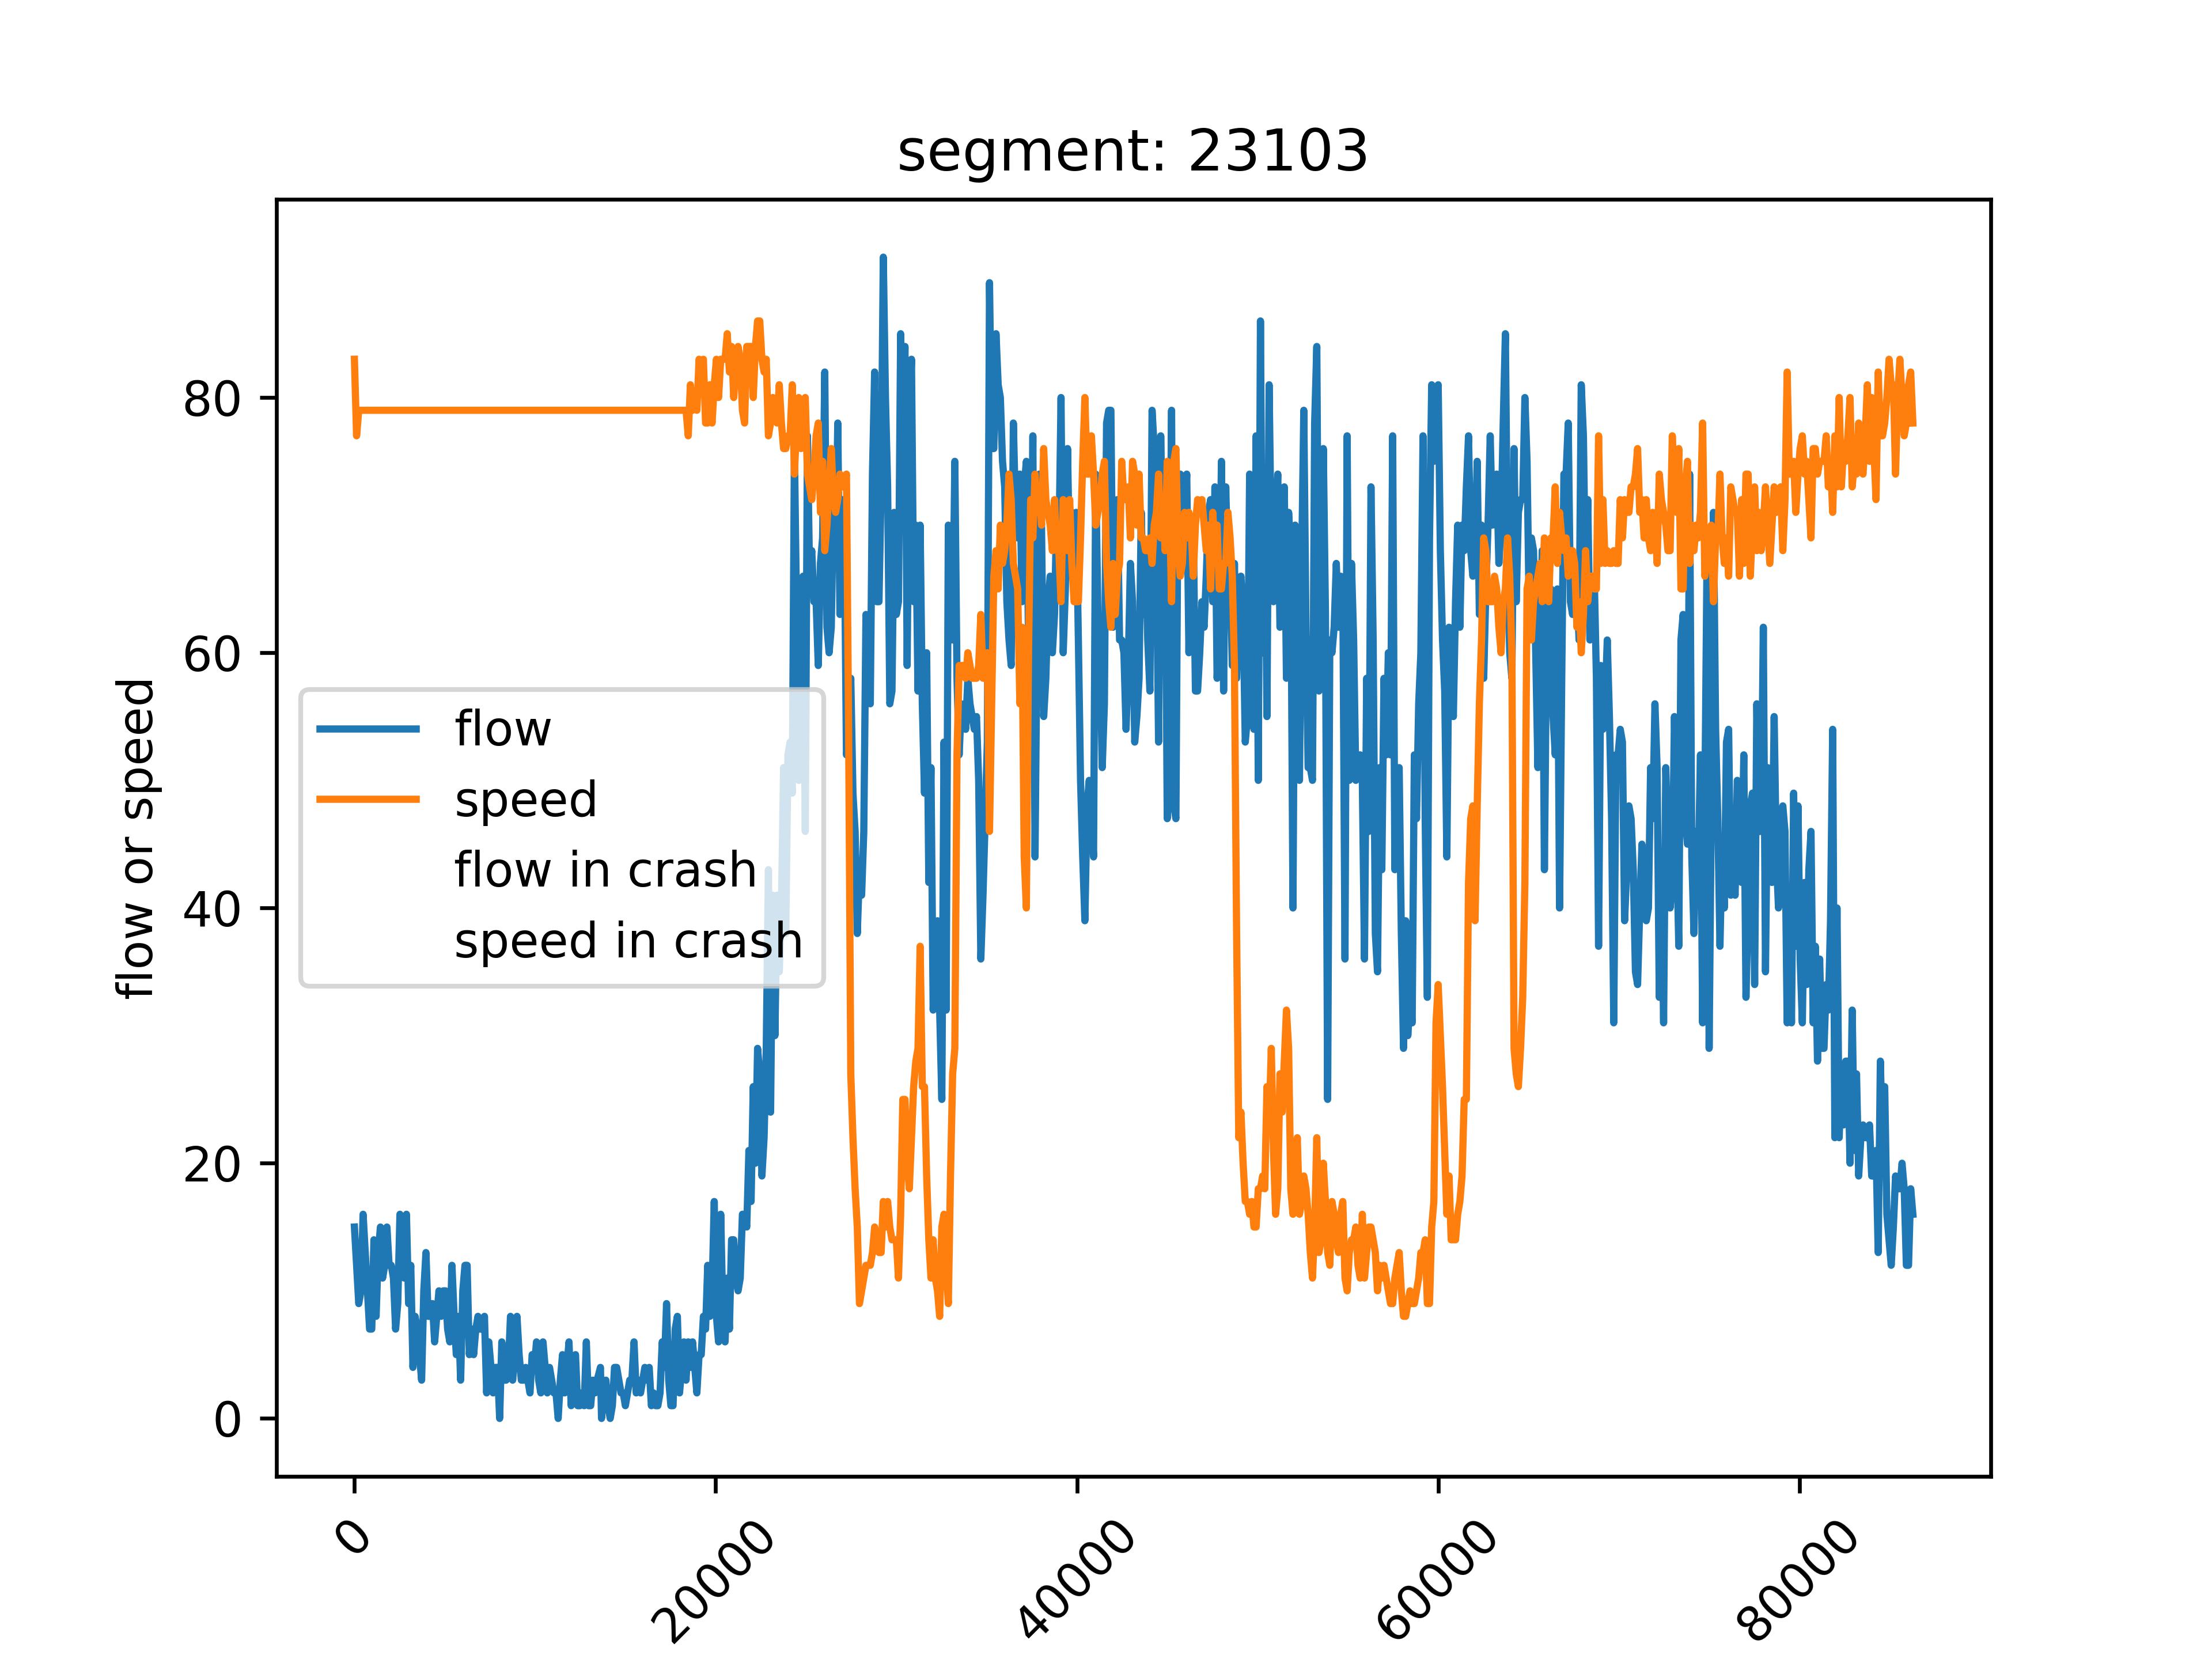 segment: 23103
flow or speed
80
60
40
20
0
flow
speed
flow in crash
speed in crash
0
20000
40000
60000
80000